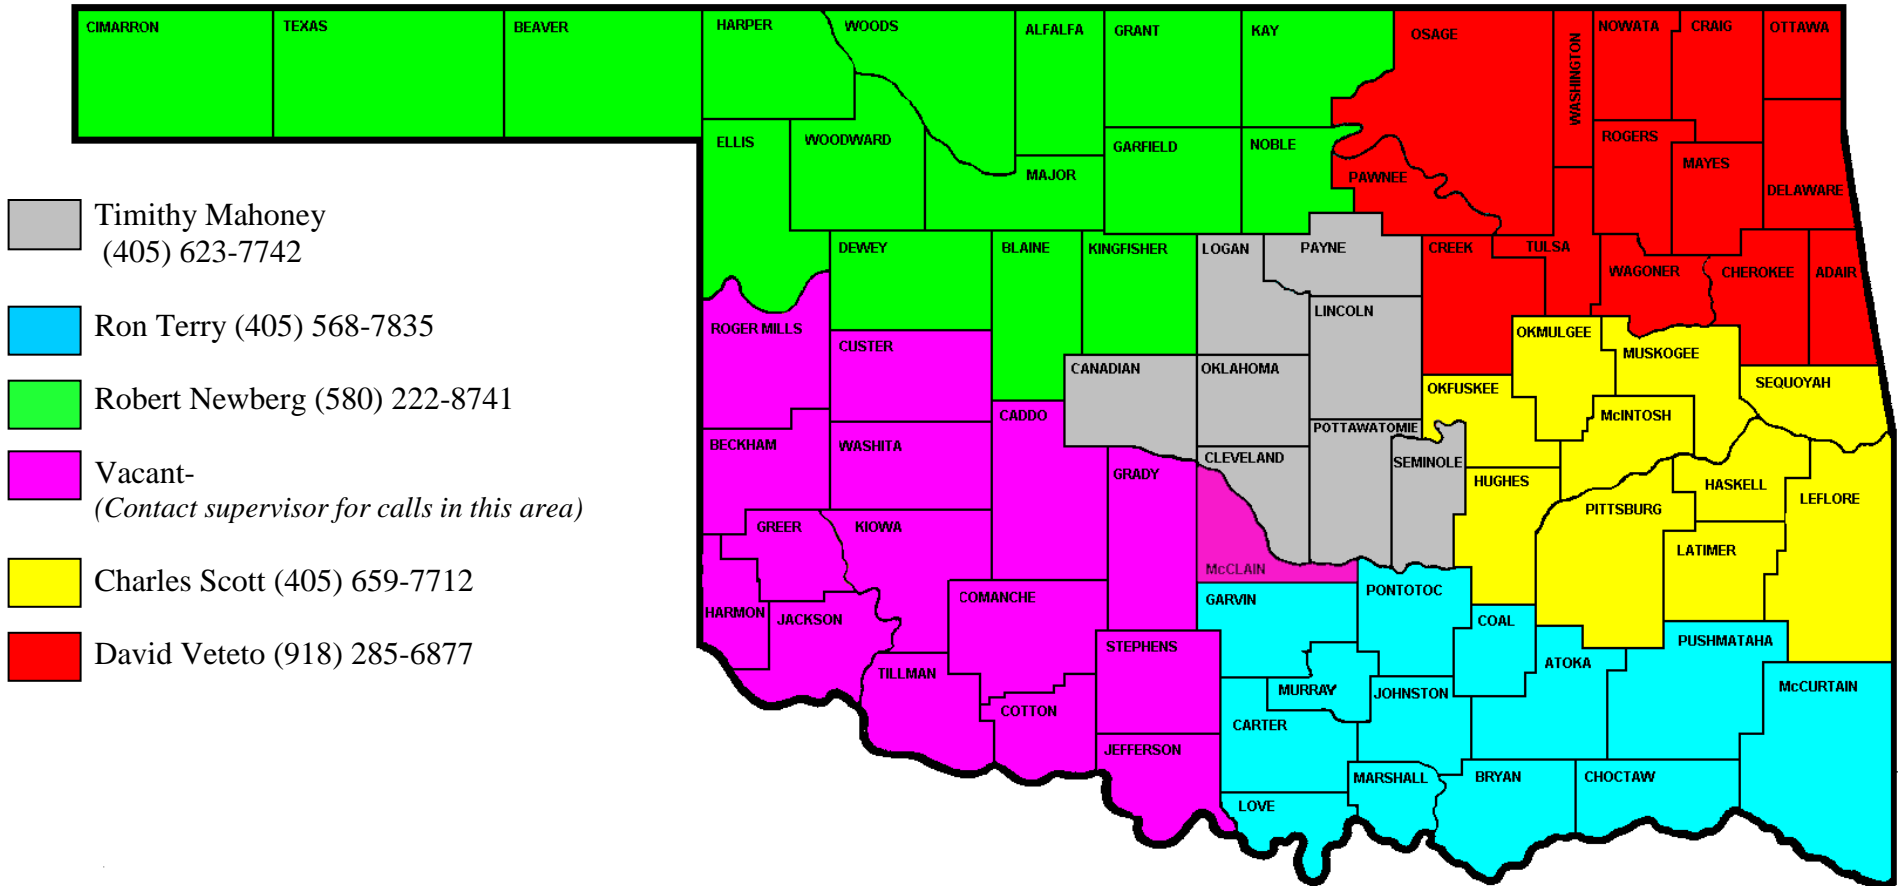 CIMARRON
TEXAS
BEAVER
HARPER
WOODS
ALFALFA
GRANT
KAY
OSAGE
WASHINGTON
NOWATA
CRAIG
OTTAWA
ELLIS
WOODWARD
MAJOR
GARFIELD
NOBLE
PAWNEE
ROGERS
MAYES
DELAWARE
Timithy Mahoney
(405) 623-7742
Ron Terry (405) 568-7835
Robert Newberg (580) 222-8741
Vacant-
(Contact supervisor for calls in this area)
Charles Scott (405) 659-7712
David Veteto (918) 285-6877
DEWEY
BLAINE
KINGFISHER
LOGAN
PAYNE
CREEK
TULSA
WAGONER
CHEROKEE
ADAIR
ROGER MILLS
CUSTER
LINCOLN
OKMULGEE
MUSKOGEE
CANADIAN
OKLAHOMA
OKFUSKEE
SEQUOYAH
BECKHAM
WASHITA
CADDO
GRADY
CLEVELAND
POTTAWATOMIE
SEMINOLE
McINTOSH
HUGHES
HASKELL
LEFLORE
GREER
KIOWA
PITTSBURG
LATIMER
McCLAIN
HARMON
JACKSON
COMANCHE
GARVIN
PONTOTOC
COAL
PUSHMATAHA
STEPHENS
ATOKA
TILLMAN
COTTON
MURRAY
JOHNSTON
McCURTAIN
CARTER
JEFFERSON
MARSHALL
BRYAN
CHOCTAW
LOVE